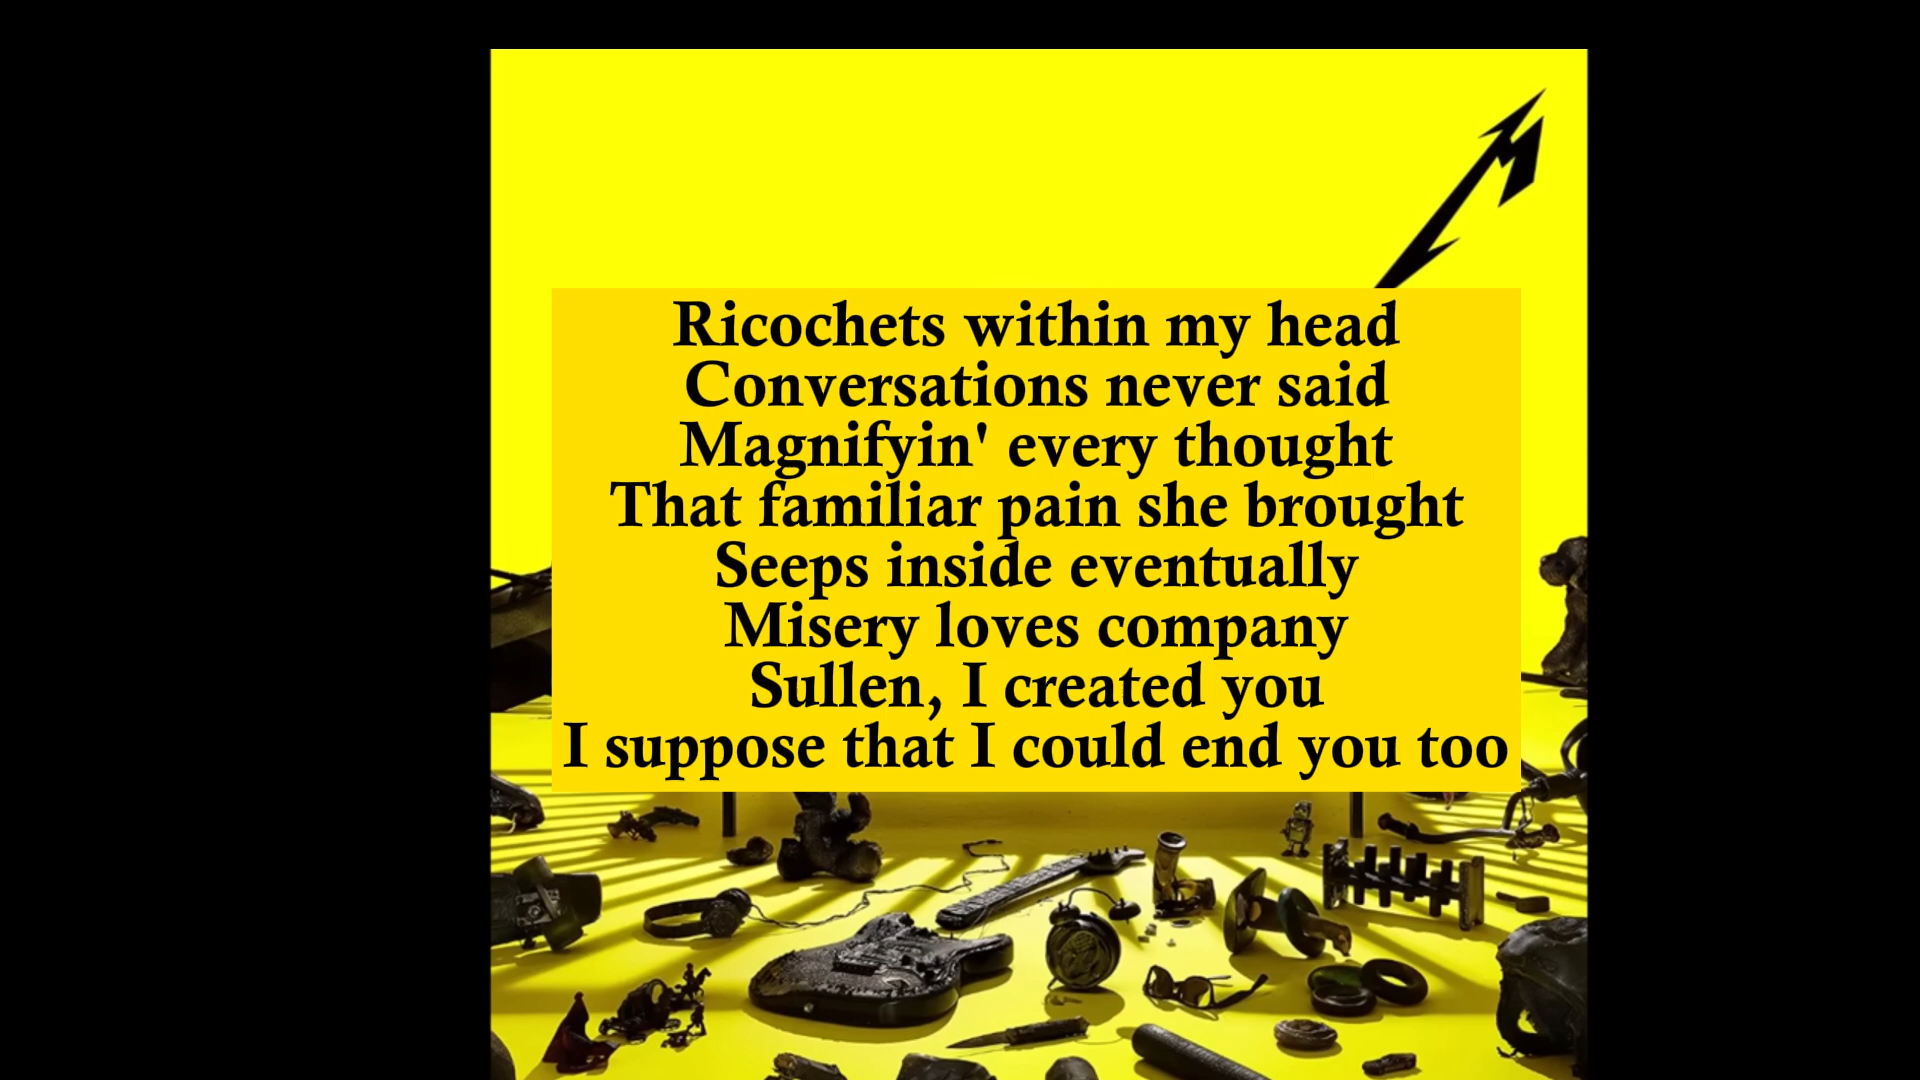 Ricochets within my head
Conversations never said
Magnifyin' every thought
That familiar pain she brought
Seeps inside eventually
Misery loves company
Sullen, I created you
I suppose that I could end you too